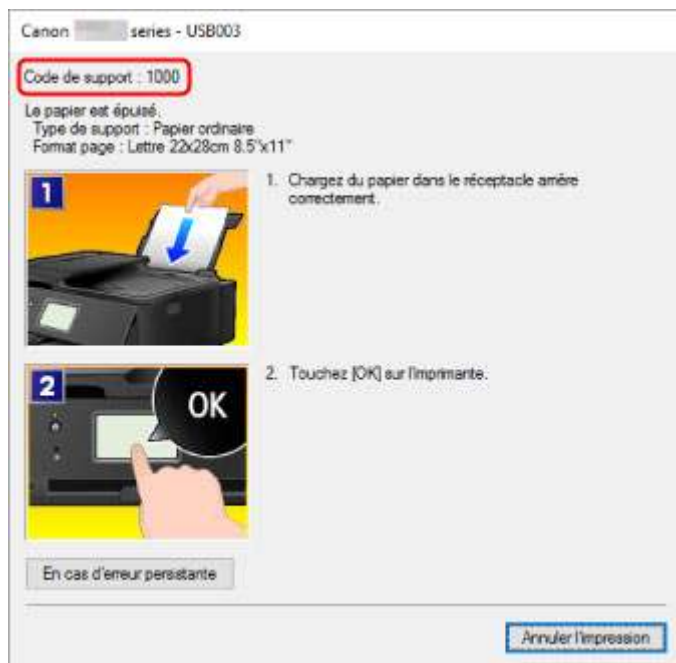 Canon series - USB003
Code de support : 1000
Le papier est épuisé.
Type de support : Papier ordinaire
Format page : Lettre 22x28cm 8.5"x11"
1
1. Chargez du papier dans le réceptacle arrière
correctement.
2
OK
2. Touchez [OK] sur l'imprimante.
En cas d'erreur persistante
Annuler l'impression